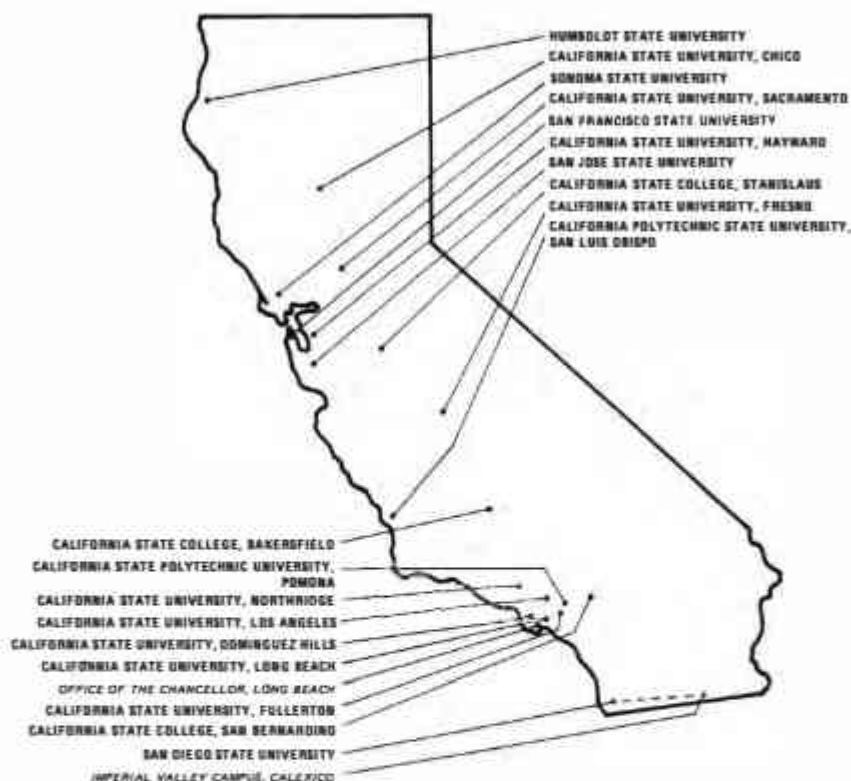 HUMBOLDT STATE UNIVERSITY
CALIFORNIA STATE UNIVERSITY, CHICO
SONOMA STATE UNIVERSITY
CALIFORNIA STATE UNIVERSITY, SACRAMENTO
SAN FRANCISCO STATE UNIVERSITY
CALIFORNIA STATE UNIVERSITY, HAYWARD
SAN JOSE STATE UNIVERSITY
CALIFORNIA STATE COLLEGE, STANISLAUS
CALIFORNIA STATE UNIVERSITY, FRESNO
CALIFORNIA POLYTECHNIC STATE UNIVERSITY,
SAN LUIS OBISPO
CALIFORNIA STATE COLLEGE, BAKERSFIELD
CALIFORNIA STATE POLYTECHNIC UNIVERSITY,
POMONA
CALIFORNIA STATE UNIVERSITY, NORTHRIDGE
CALIFORNIA STATE UNIVERSITY, LOS ANGELES
CALIFORNIA STATE UNIVERSITY, DOMINGUEZ HILLS
CALIFORNIA STATE UNIVERSITY, LONG BEACH
OFFICE OF THE CHANCELLOR, LONG BEACH
CALIFORNIA STATE UNIVERSITY, FULLERTON
CALIFORNIA STATE COLLEGE, SAN BERNARDINO
SAN DIEGO STATE UNIVERSITY
IMPERIAL VALLEY CAMPUS, CALEXICO